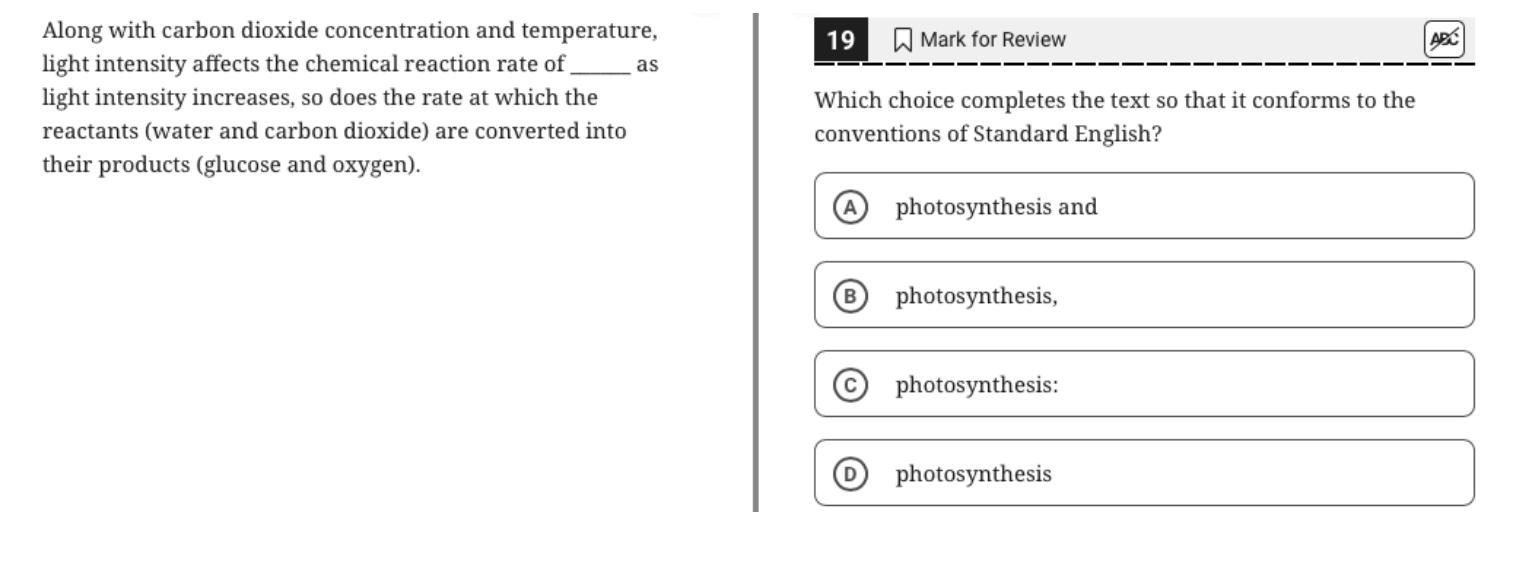 Along with carbon dioxide concentration and temperature,
light intensity affects the chemical reaction rate of ______ as
light intensity increases, so does the rate at which the
reactants (water and carbon dioxide) are converted into
their products (glucose and oxygen).
19 Mark for Review ABC
Which choice completes the text so that it conforms to the
conventions of Standard English?
A photosynthesis and
B photosynthesis,
C photosynthesis:
D photosynthesis